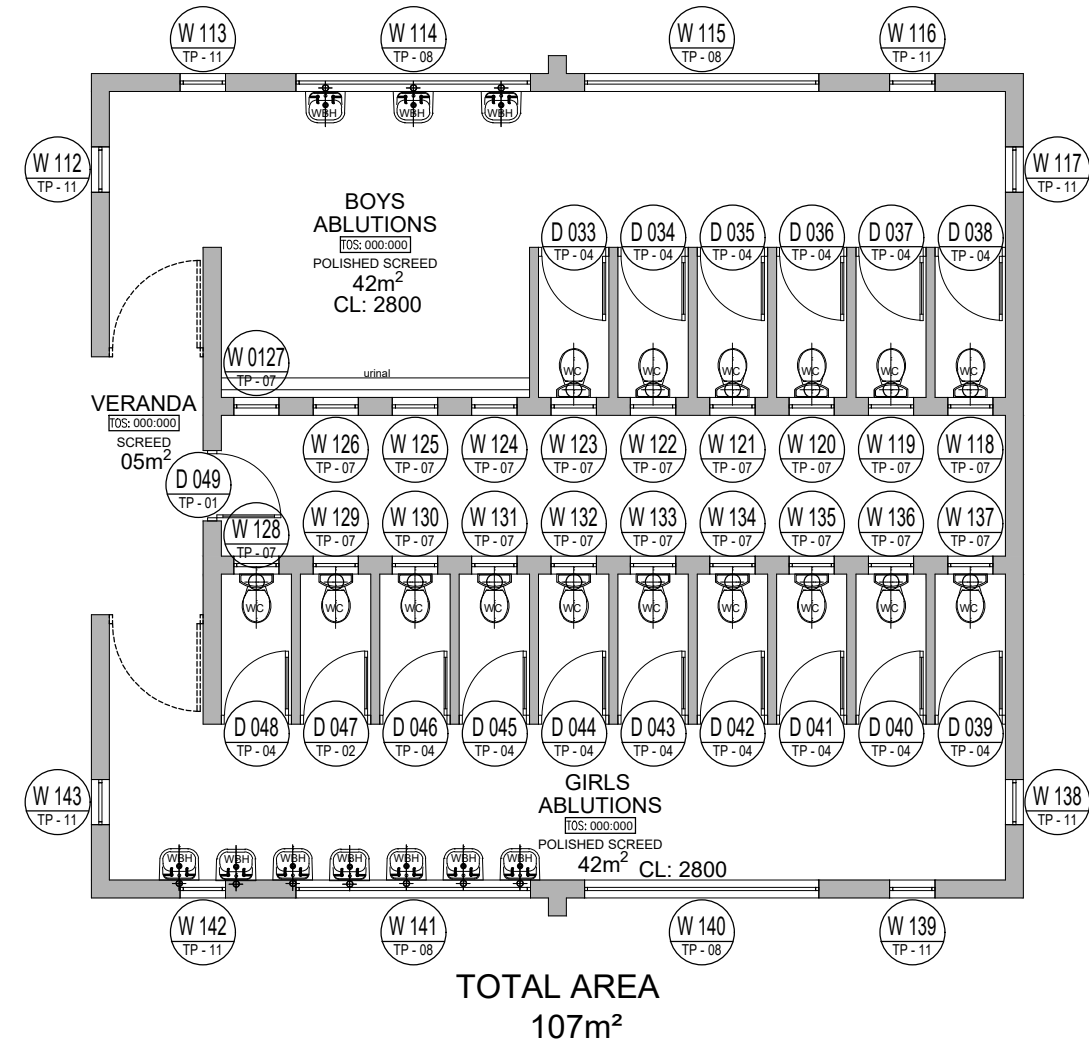 W 113
TP - 11
W 114
TP - 08
W 115
TP - 08
W 116
TP - 11
WBH
WBH
WBH
W 112
TP - 11
W 117
TP - 11
BOYS
ABLUTIONS
TOS: 000:000
POLISHED SCREED
42m²
CL: 2800
D 033
TP - 04
D 034
TP - 04
D 035
TP - 04
D 036
TP - 04
D 037
TP - 04
D 038
TP - 04
W 0127
TP - 07
urinal
WC
WC
WC
WC
WC
WC
VERANDA
TOS: 000:000
SCREED
05m²
D 049
TP - 01
W 126
TP - 07
W 125
TP - 07
W 124
TP - 07
W 123
TP - 07
W 122
TP - 07
W 121
TP - 07
W 120
TP - 07
W 119
TP - 07
W 118
TP - 07
W 128
TP - 07
W 129
TP - 07
W 130
TP - 07
W 131
TP - 07
W 132
TP - 07
W 133
TP - 07
W 134
TP - 07
W 135
TP - 07
W 136
TP - 07
W 137
TP - 07
WC
WC
WC
WC
WC
WC
WC
WC
WC
WC
D 048
TP - 04
D 047
TP - 02
D 046
TP - 04
D 045
TP - 04
D 044
TP - 04
D 043
TP - 04
D 042
TP - 04
D 041
TP - 04
D 040
TP - 04
D 039
TP - 04
W 143
TP - 11
GIRLS
ABLUTIONS
TOS: 000:000
POLISHED SCREED
42m² CL: 2800
W 138
TP - 11
WBH
WBH
WBH
WBH
WBH
WBH
WBH
W 142
TP - 11
W 141
TP - 08
W 140
TP - 08
W 139
TP - 11
TOTAL AREA
107m²